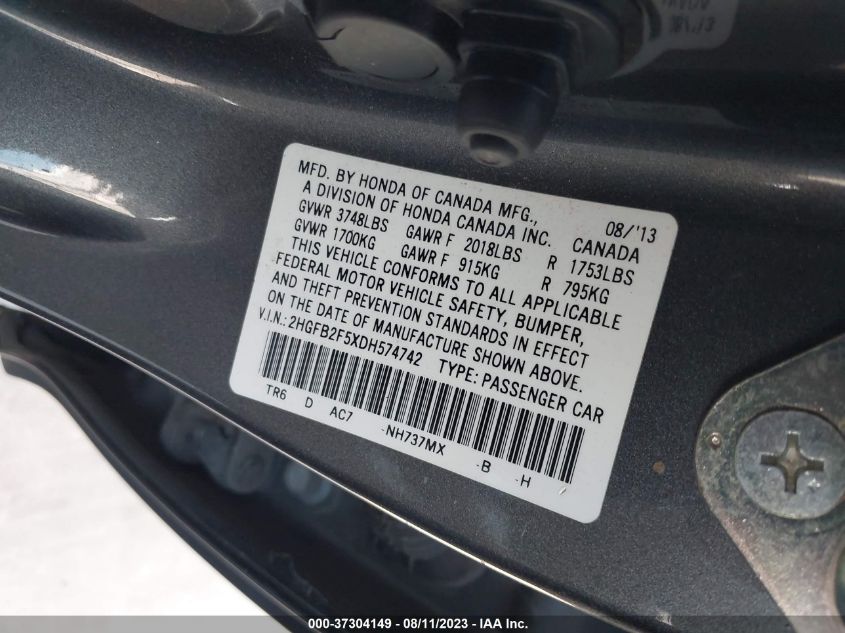 MFD. BY HONDA OF CANADA MFG., 08/'13
A DIVISION OF HONDA CANADA INC. CANADA
GVWR 3748LBS GAWR F 2018LBS R 1753LBS
GVWR 1700KG GAWR F 915KG R 795KG
THIS VEHICLE CONFORMS TO ALL APPLICABLE
FEDERAL MOTOR VEHICLE SAFETY, BUMPER,
AND THEFT PREVENTION STANDARDS IN EFFECT
ON THE DATE OF MANUFACTURE SHOWN ABOVE.
V.I.N.: 2HGFB2F5XDH574742 TYPE: PASSENGER CAR
TR6 D AC7 -NH737MX -B -H
000-37304149 - 08/11/2023 - IAA Inc.